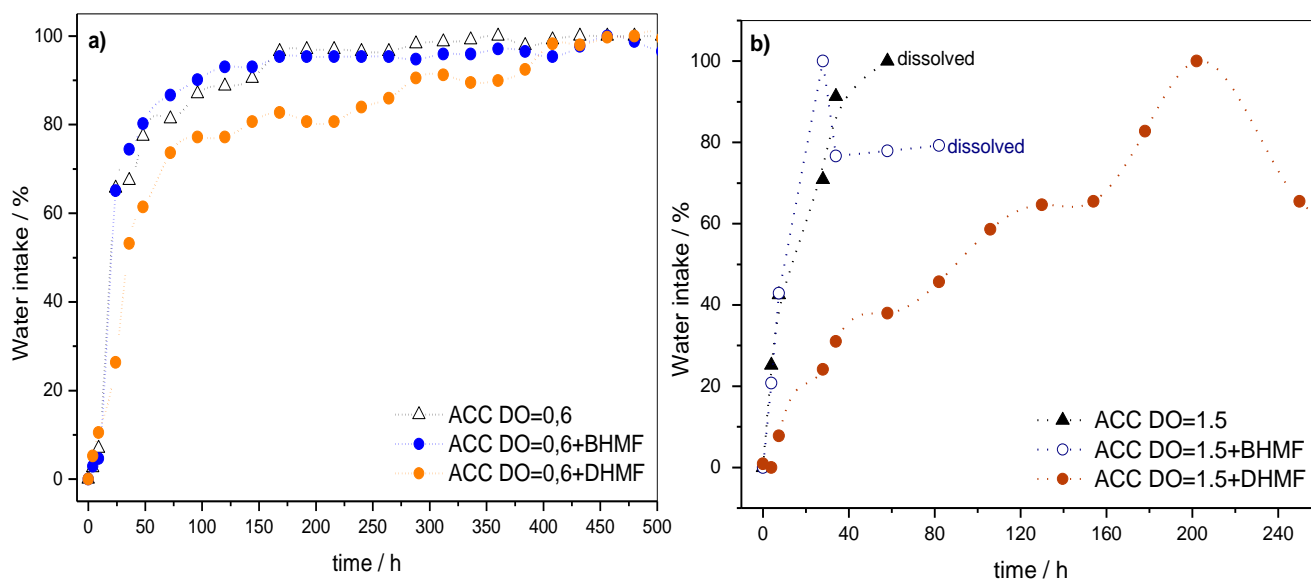 a)
Water intake / %
100
80
60
40
20
0
ACC DO=0,6
ACC DO=0,6+BHMF
ACC DO=0,6+DHMF
0 50 100 150 200 250 300 350 400 450 500
time / h
b)
Water intake / %
100
80
60
40
20
0
dissolved
dissolved
ACC DO=1.5
ACC DO=1.5+BHMF
ACC DO=1.5+DHMF
0 40 80 120 160 200 240
time / h